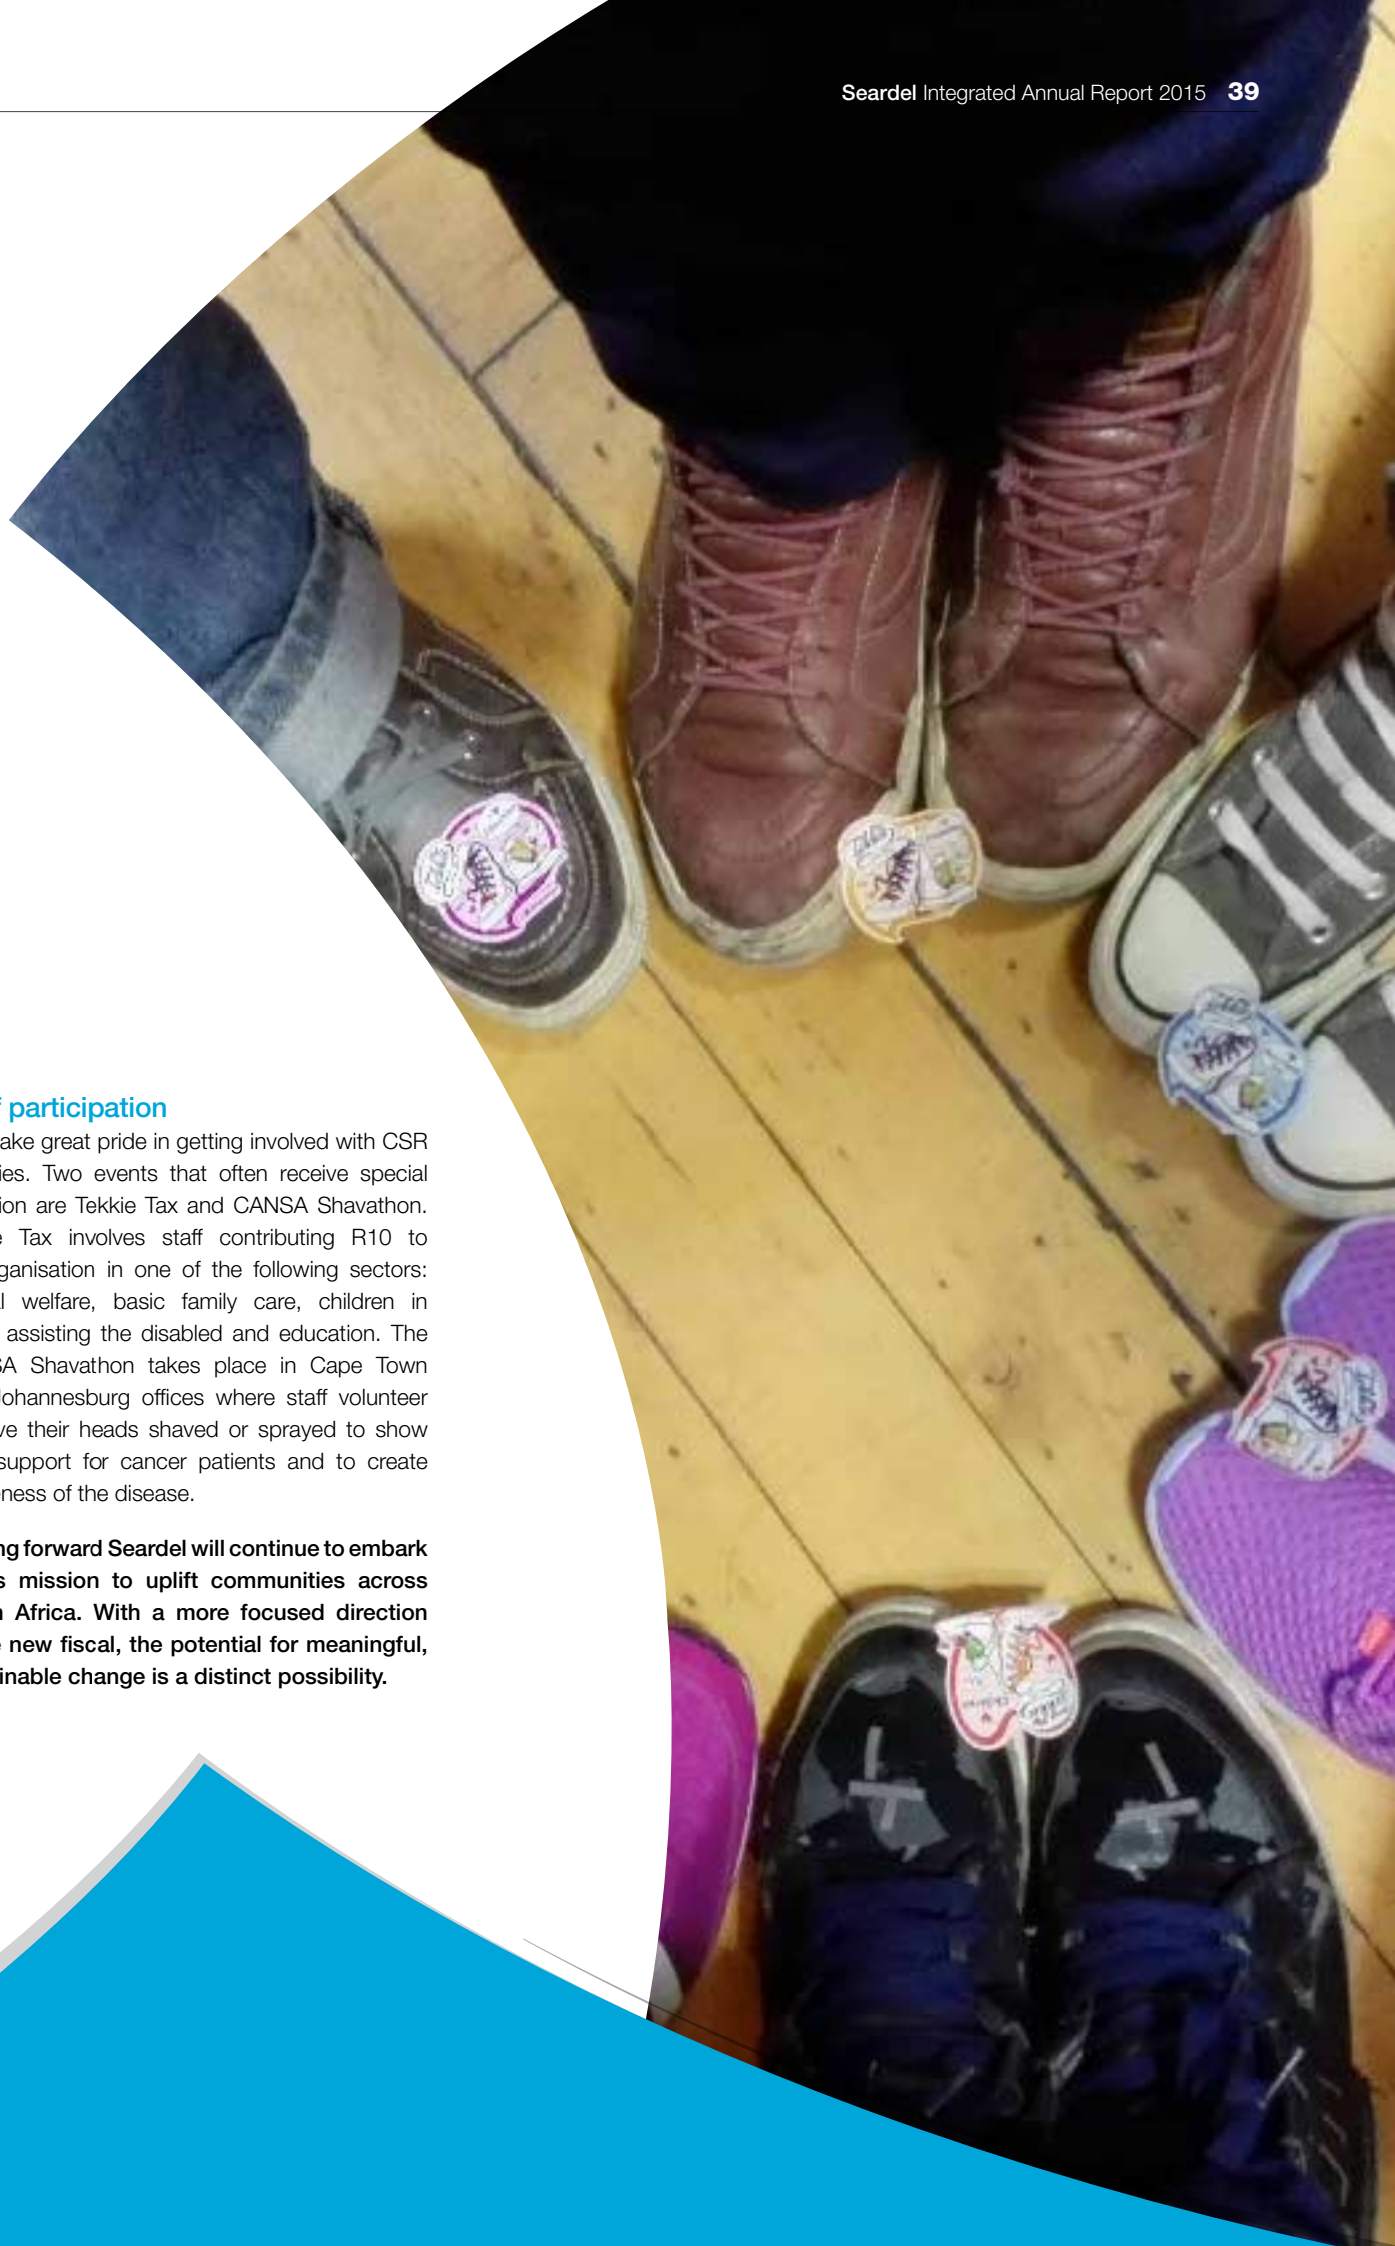 Seardel Integrated Annual Report 2015 39
f participation
ake great pride in getting involved with CSR
ies. Two events that often receive special
ion are Tekkie Tax and CANSA Shavathon.
e Tax involves staff contributing R10 to
ganisation in one of the following sectors:
l welfare, basic family care, children in
assisting the disabled and education. The
SA Shavathon takes place in Cape Town
Johannesburg offices where staff volunteer
ve their heads shaved or sprayed to show
support for cancer patients and to create
eness of the disease.
ng forward Seardel will continue to embark
s mission to uplift communities across
n Africa. With a more focused direction
e new fiscal, the potential for meaningful,
inable change is a distinct possibility.